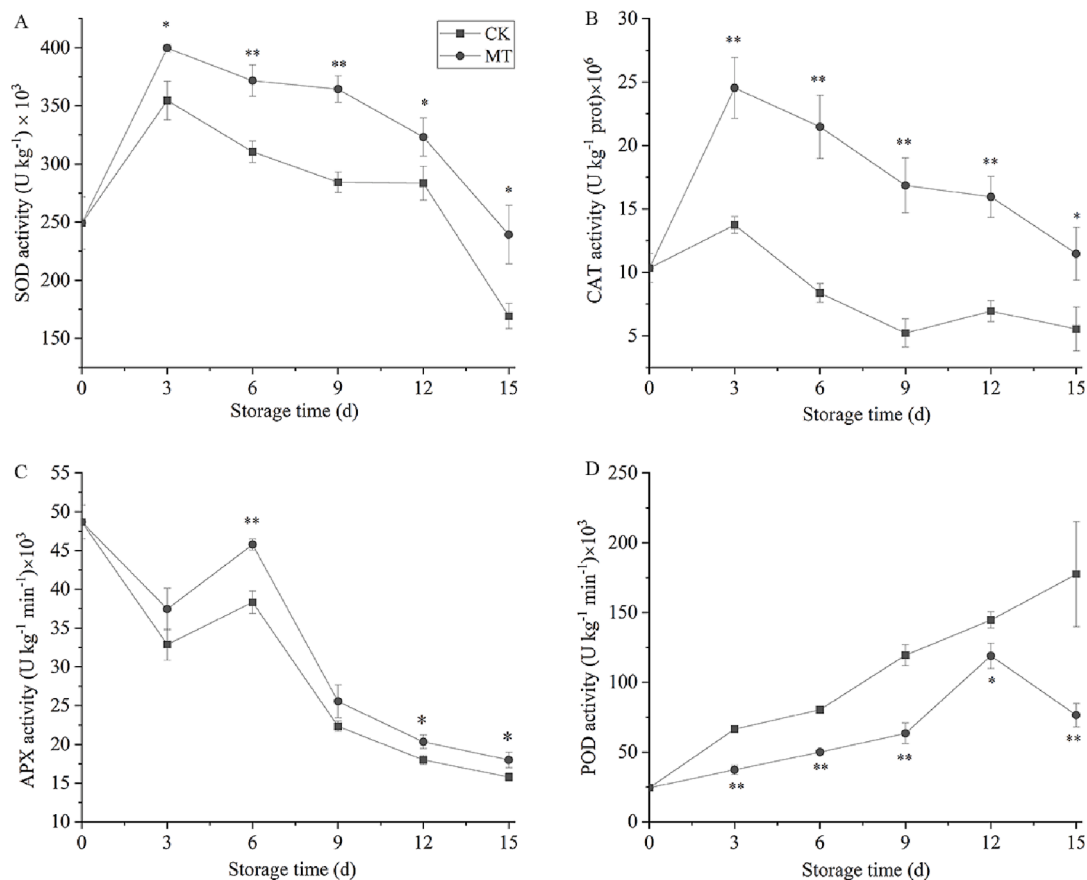 A
SOD activity (U kg⁻¹) × 10³
400
350
300
250
200
150
* ** ** * *
CK
MT
0 3 6 9 12 15
Storage time (d)
B
CAT activity (U kg⁻¹ prot)×10⁶
30
25
20
15
10
5
** ** ** ** *
0 3 6 9 12 15
Storage time (d)
C
APX activity (U kg⁻¹ min⁻¹)×10³
55
50
45
40
35
30
25
20
15
10
** * *
0 3 6 9 12 15
Storage time (d)
D
POD activity (U kg⁻¹ min⁻¹)×10³
250
200
150
100
50
0
** ** ** * **
0 3 6 9 12 15
Storage time (d)